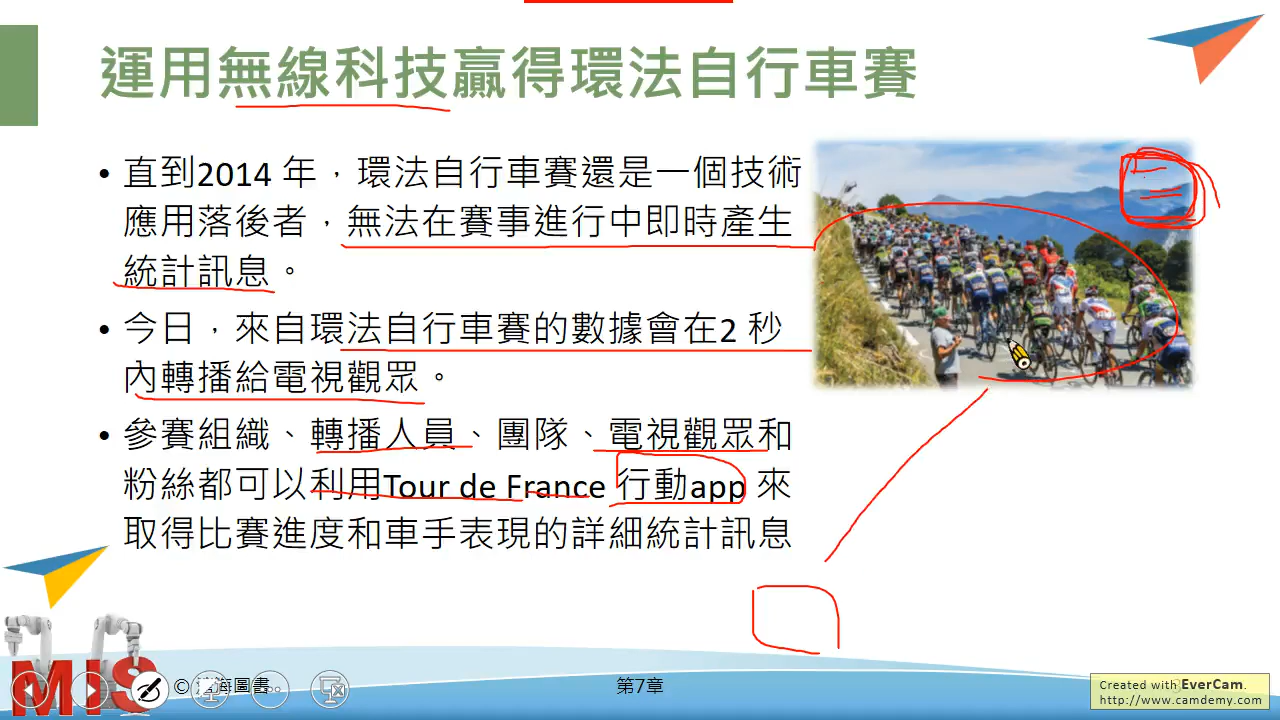 運用無線科技贏得環法自行車賽
• 直到2014 年，環法自行車賽還是一個技術
應用落後者，無法在賽事進行中即時產生
統計訊息。
• 今日，來自環法自行車賽的數據會在2 秒
內轉播給電視觀眾。
• 參賽組織、轉播人員、團隊、電視觀眾和
粉絲都可以利用Tour de France 行動app 來
取得比賽進度和車手表現的詳細統計訊息
MIS
© 滄海圖書
第7章
Created with EverCam.
http://www.camdemy.com